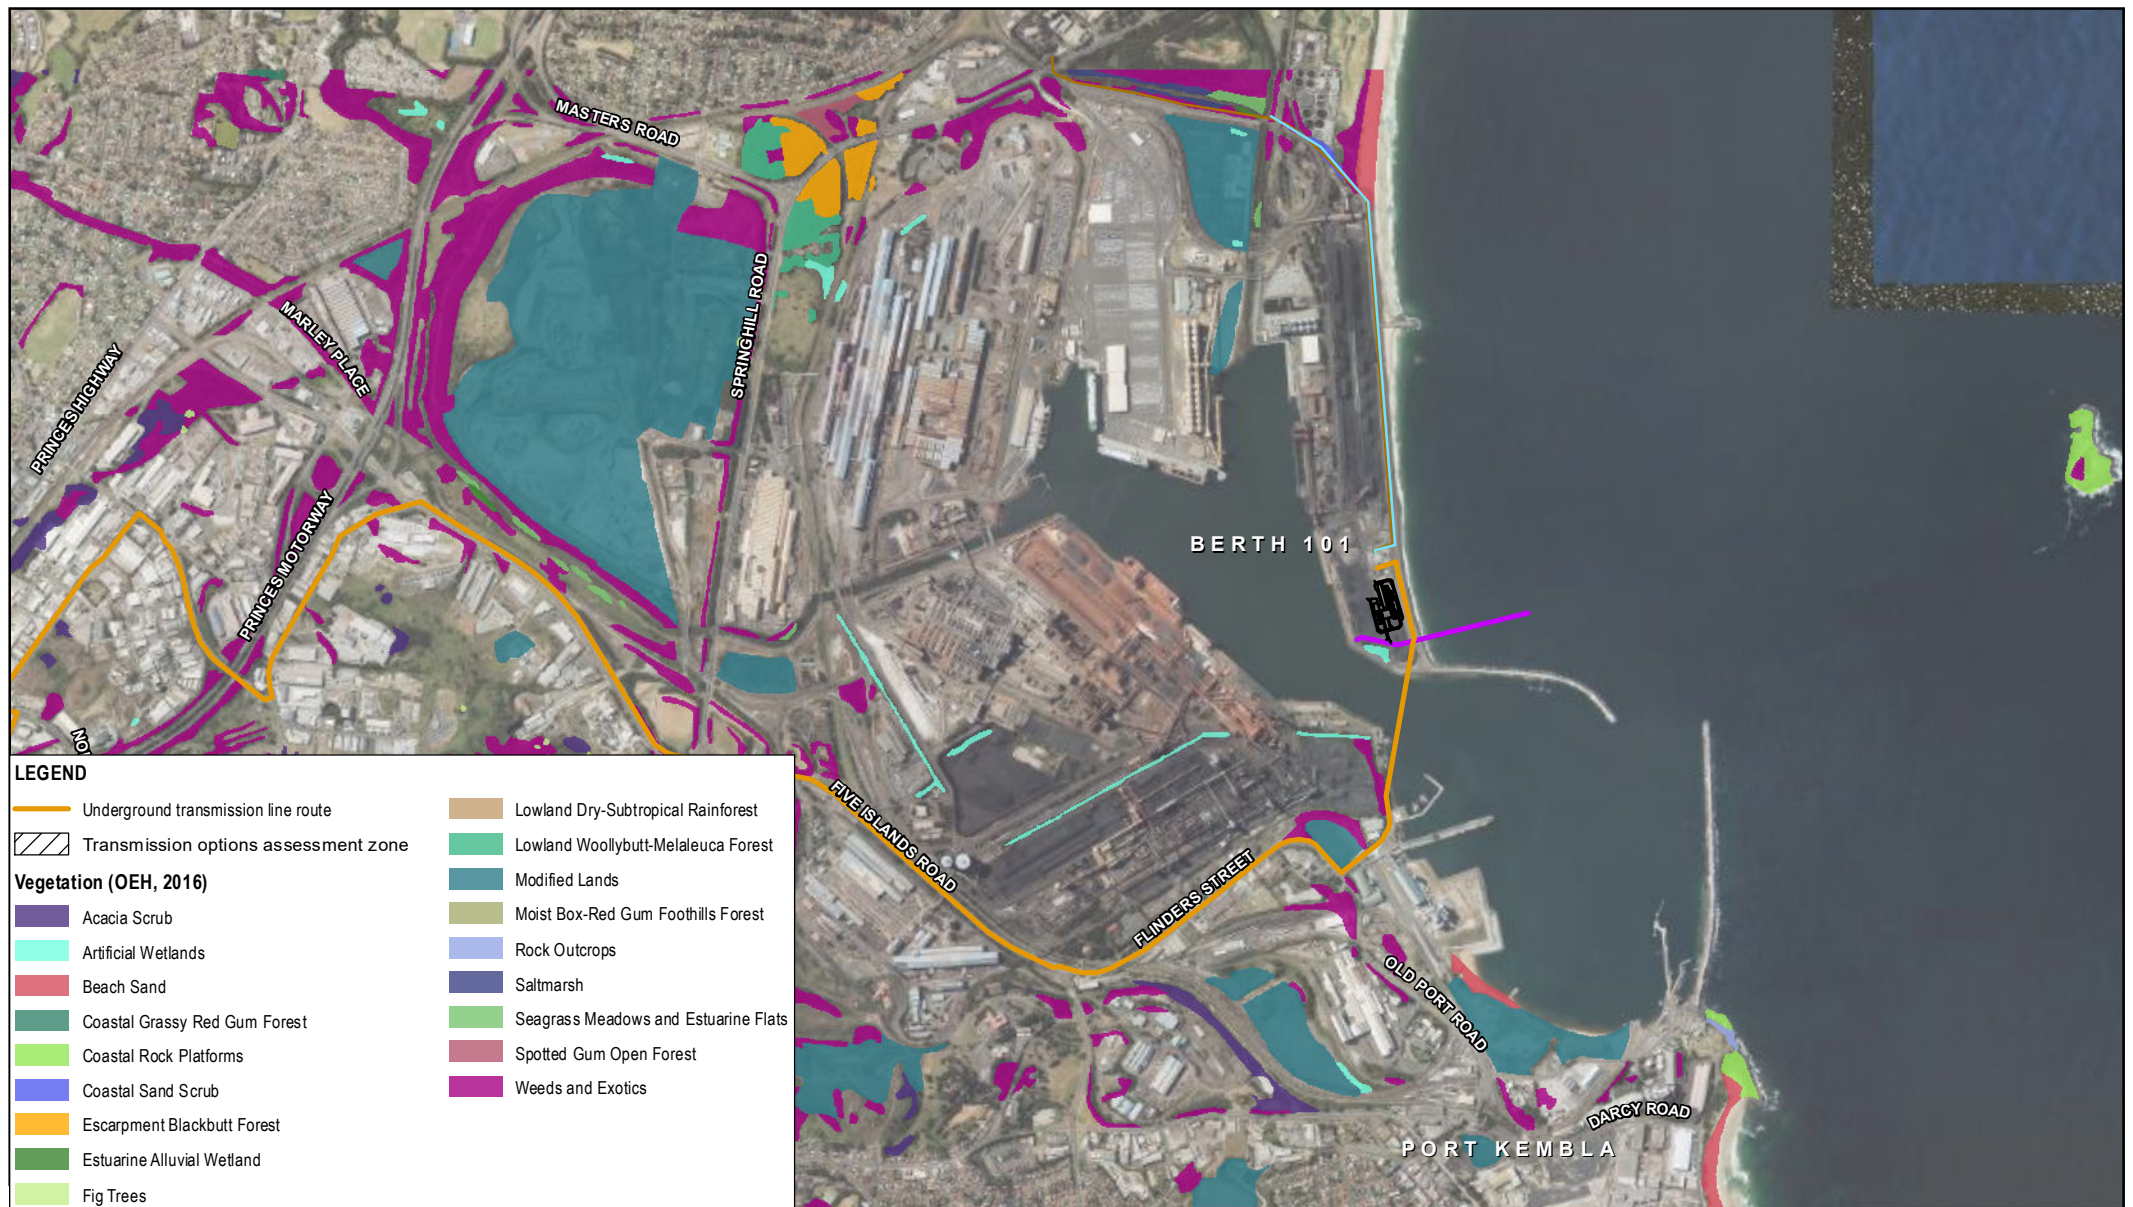 MASTERS ROAD
SPRINGHILL ROAD
MARLEY PLACE
PRINCES HIGHWAY
PRINCES MOTORWAY
BERTH 101
FIVE ISLANDS ROAD
FLINDERS STREET
OLD PORT ROAD
DARCY ROAD
PORT KEMBLA
NO
LEGEND
Underground transmission line route
Transmission options assessment zone
Vegetation (OEH, 2016)
Acacia Scrub
Artificial Wetlands
Beach Sand
Coastal Grassy Red Gum Forest
Coastal Rock Platforms
Coastal Sand Scrub
Escarpment Blackbutt Forest
Estuarine Alluvial Wetland
Fig Trees
Lowland Dry-Subtropical Rainforest
Lowland Woollybutt-Melaleuca Forest
Modified Lands
Moist Box-Red Gum Foothills Forest
Rock Outcrops
Saltmarsh
Seagrass Meadows and Estuarine Flats
Spotted Gum Open Forest
Weeds and Exotics